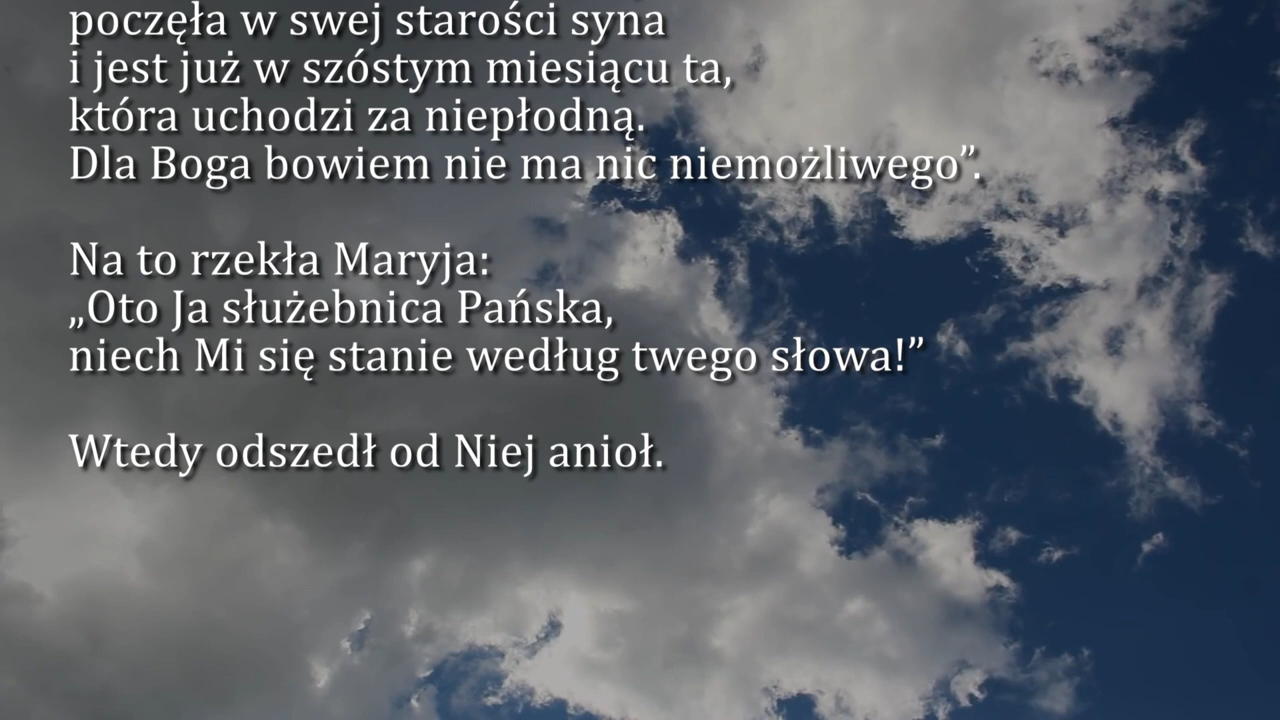 poczęła w swej starości syna
i jest już w szóstym miesiącu ta,
która uchodzi za niepłodną.
Dla Boga bowiem nie ma nic niemożliwego”.
Na to rzekła Maryja:
„Oto Ja służebnica Pańska,
niech Mi się stanie według twego słowa!”
Wtedy odszedł od Niej anioł.